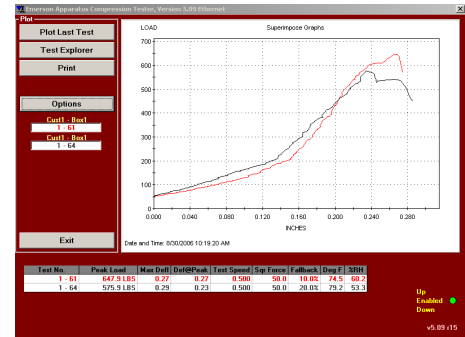 Emerson Apparatus Compression Tester, Version 5.09 Ethernet
Plot
Plot Last Test
Test Explorer
Print
Options
Cust1 - Box1
1 - 61
Cust1 - Box1
1 - 64
Exit
LOAD
Superimpose Graphs
700
600
500
400
300
200
100
0
0.000 0.040 0.080 0.120 0.160 0.200 0.240 0.280
INCHES
Date and Time: 8/30/2006 10:19:20 AM
Test No. Peak Load Max Defl Def@Peak Test Speed Sqr Force Fallback Deg F %RH
1 - 61 647.9 LBS 0.27 0.27 0.500 50.0 10.0% 74.5 60.2
1 - 64 575.9 LBS 0.29 0.23 0.500 50.0 20.0% 79.2 53.3
Up
Enabled
Down
v5.09 r15